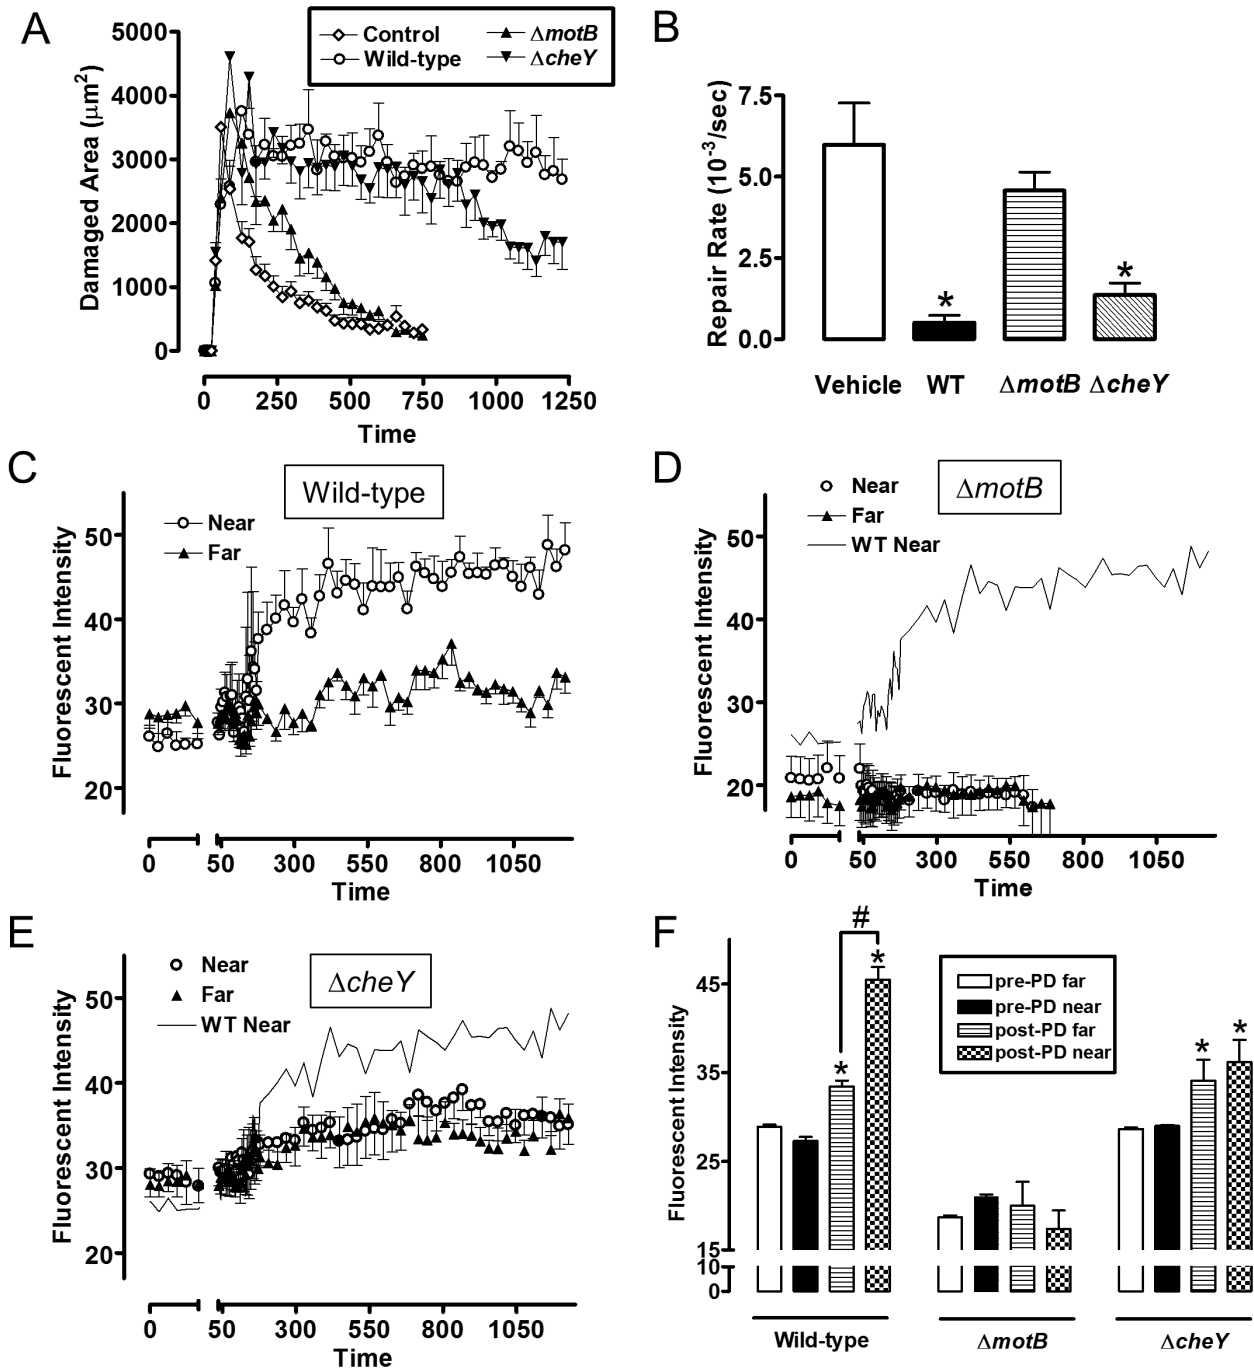 A
Control
ΔmotB
Wild-type
ΔcheY
Damaged Area (μm²)
5000
4000
3000
2000
1000
0
0 250 500 750 1000 1250
Time
B
Repair Rate (10⁻³/sec)
7.5
5.0
2.5
0.0
* *
Vehicle WT ΔmotB ΔcheY
C
Wild-type
Near
Far
Fluorescent Intensity
50
40
30
20
0 50 300 550 800 1050
Time
D
ΔmotB
Near
Far
WT Near
Fluorescent Intensity
50
40
30
20
0 50 300 550 800 1050
Time
E
ΔcheY
Near
Far
WT Near
Fluorescent Intensity
50
40
30
20
0 50 300 550 800 1050
Time
F
#
* * * *
pre-PD far
pre-PD near
post-PD far
post-PD near
Fluorescent Intensity
45
35
25
15
10
0
Wild-type ΔmotB ΔcheY